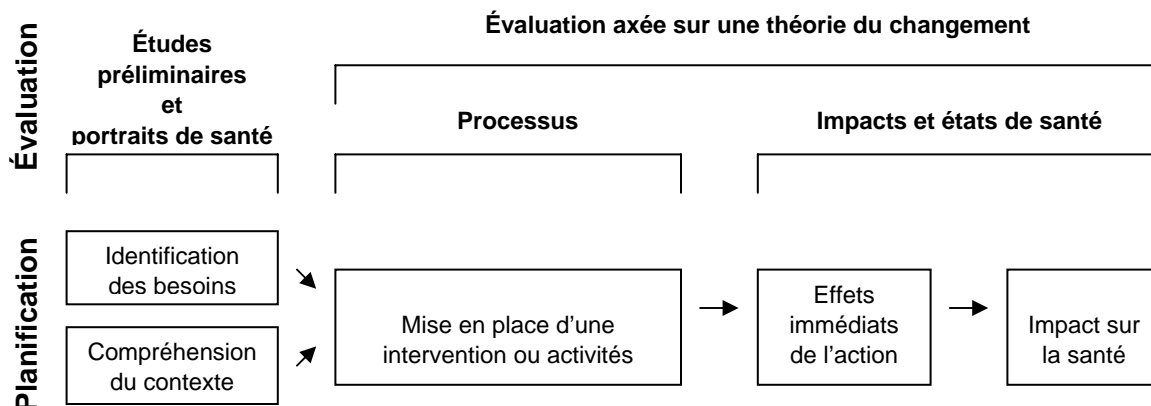 Évaluation
Évaluation axée sur une théorie du changement
Études
préliminaires
et
portraits de santé
Processus
Impacts et états de santé
Planification
Identification
des besoins
Compréhension
du contexte
Mise en place d’une
intervention ou activités
Effets
immédiats
de l’action
Impact sur
la santé